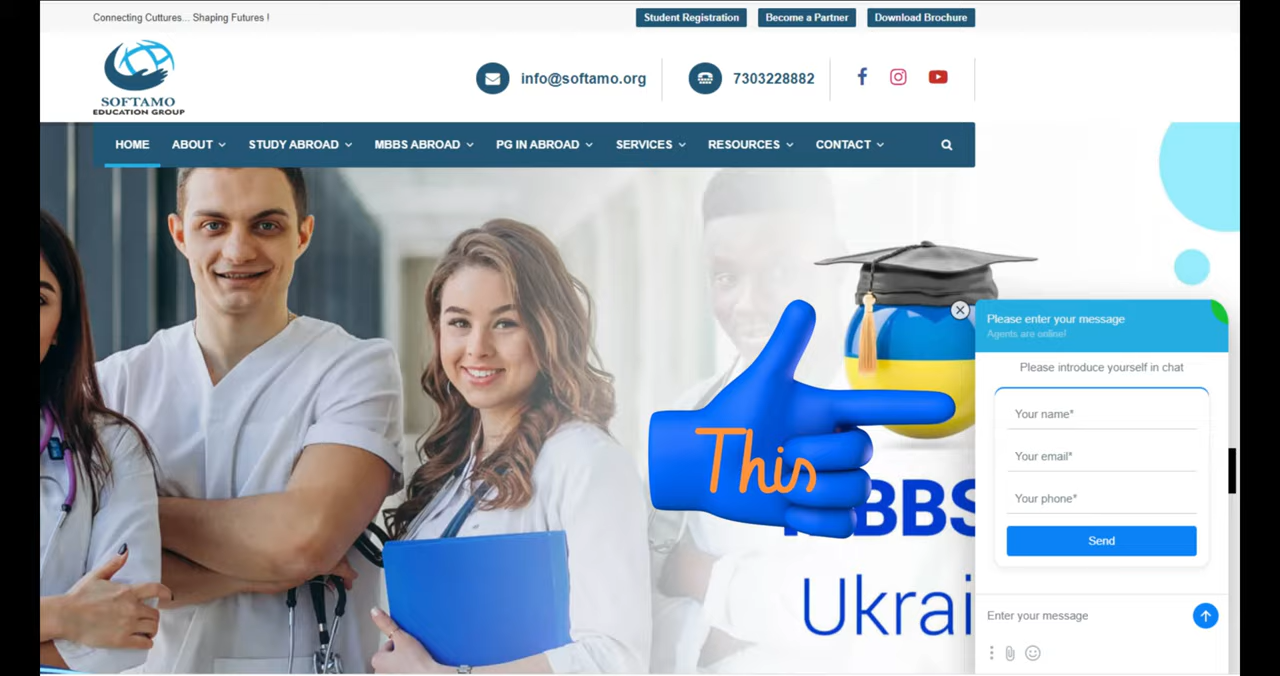 Connecting Cuttures... Shaping Futures !
Student Registration
Become a Partner
Download Brochure
SOFTAMO
EDUCATION GROUP
info@softamo.org
7303228882
HOME
ABOUT
STUDY ABROAD
MBBS ABROAD
PG IN ABROAD
SERVICES
RESOURCES
CONTACT
Please enter your message
Agents are online!
Please introduce yourself in chat
Your name*
Your email*
Your phone*
Send
Enter your message
This
MBBS
Ukrai